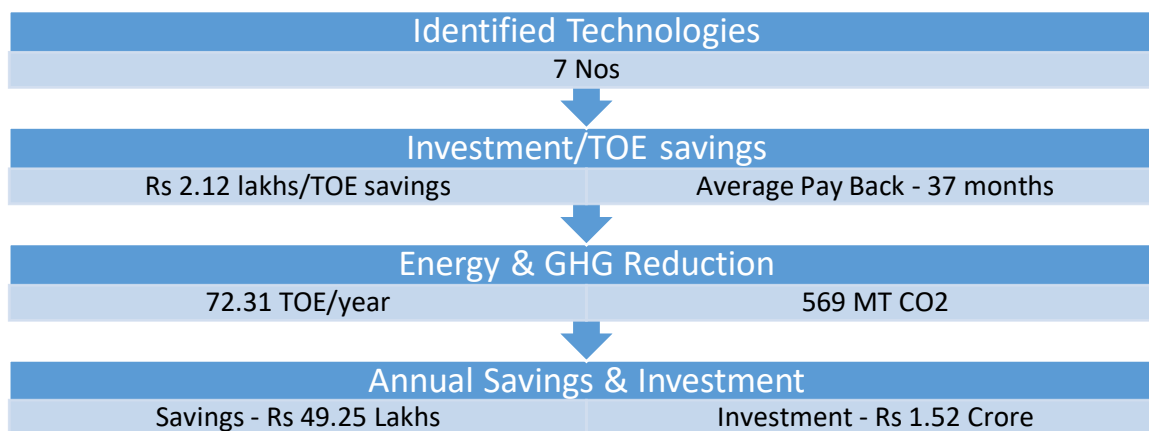 Identified Technologies
7 Nos
Investment/TOE savings
Rs 2.12 lakhs/TOE savings
Average Pay Back - 37 months
Energy & GHG Reduction
72.31 TOE/year
569 MT CO2
Annual Savings & Investment
Savings - Rs 49.25 Lakhs
Investment - Rs 1.52 Crore